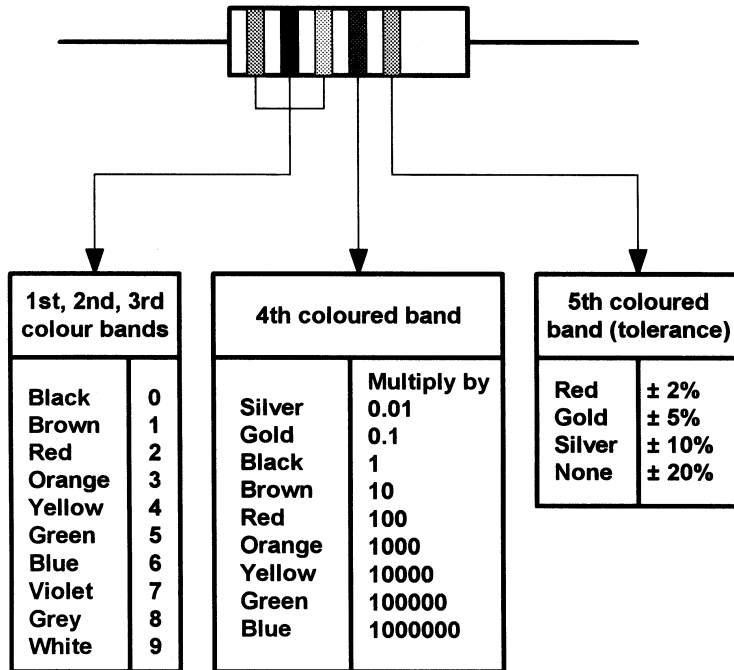 1st, 2nd, 3rd
colour bands
Black 0
Brown 1
Red 2
Orange 3
Yellow 4
Green 5
Blue 6
Violet 7
Grey 8
White 9
4th coloured band
Multiply by
Silver 0.01
Gold 0.1
Black 1
Brown 10
Red 100
Orange 1000
Yellow 10000
Green 100000
Blue 1000000
5th coloured
band (tolerance)
Red ± 2%
Gold ± 5%
Silver ± 10%
None ± 20%